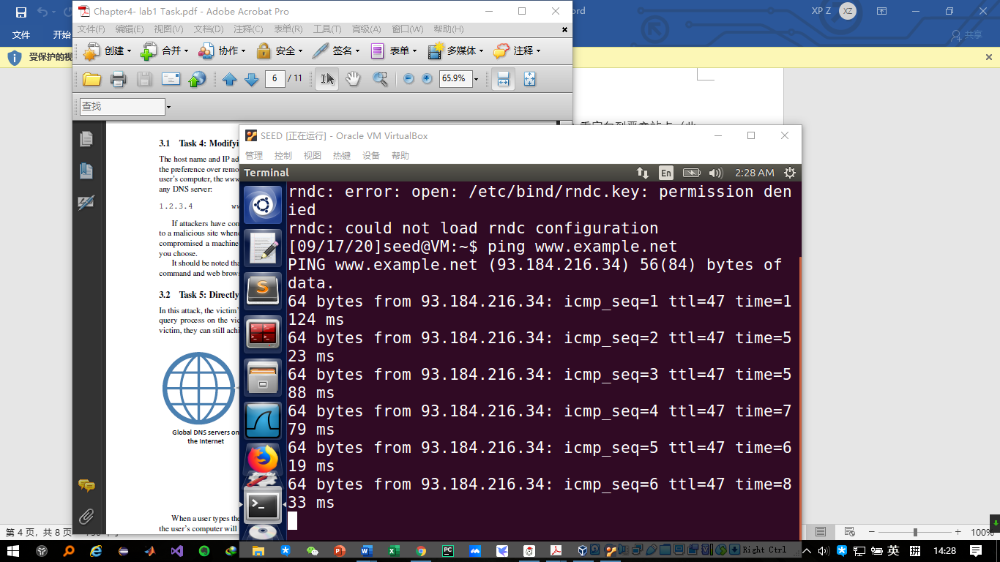 Chapter4- lab1 Task.pdf - Adobe Acrobat Pro
ord
XP Z
XZ
文件
开始
共享
文件(F) 编辑(E) 视图(V) 文档(D) 注释(C) 表单(R) 工具(T) 高级(A) 窗口(W) 帮助(H)
受保护的视
创建 合并 协作 安全 签名 表单 多媒体 注释
6 / 11
65.9%
查找
3.1 Task 4: Modifyi
The host name and IP ad
the preference over remo
user's computer, the www
any DNS server:
1.2.3.4 ww
If attackers have com
to a malicious site whene
compromised a machine
you choose.
It should be noted tha
command and web brows
3.2 Task 5: Directly
In this attack, the victim's
query process on the vic
victim, they can still achi
Global DNS servers on
the Internet
When a user types the
the user's computer will
SEED [正在运行] - Oracle VM VirtualBox
管理 控制 视图 热键 设备 帮助
Terminal
En
2:28 AM
rndc: error: open: /etc/bind/rndc.key: permission den
ied
rndc: could not load rndc configuration
[09/17/20]seed@VM:~$ ping www.example.net
PING www.example.net (93.184.216.34) 56(84) bytes of
data.
64 bytes from 93.184.216.34: icmp_seq=1 ttl=47 time=1
124 ms
64 bytes from 93.184.216.34: icmp_seq=2 ttl=47 time=5
23 ms
64 bytes from 93.184.216.34: icmp_seq=3 ttl=47 time=5
88 ms
64 bytes from 93.184.216.34: icmp_seq=4 ttl=47 time=7
79 ms
64 bytes from 93.184.216.34: icmp_seq=5 ttl=47 time=6
19 ms
64 bytes from 93.184.216.34: icmp_seq=6 ttl=47 time=8
33 ms
第 4 页，共 8 页
100%
Right Ctrl
英
拼
14:28